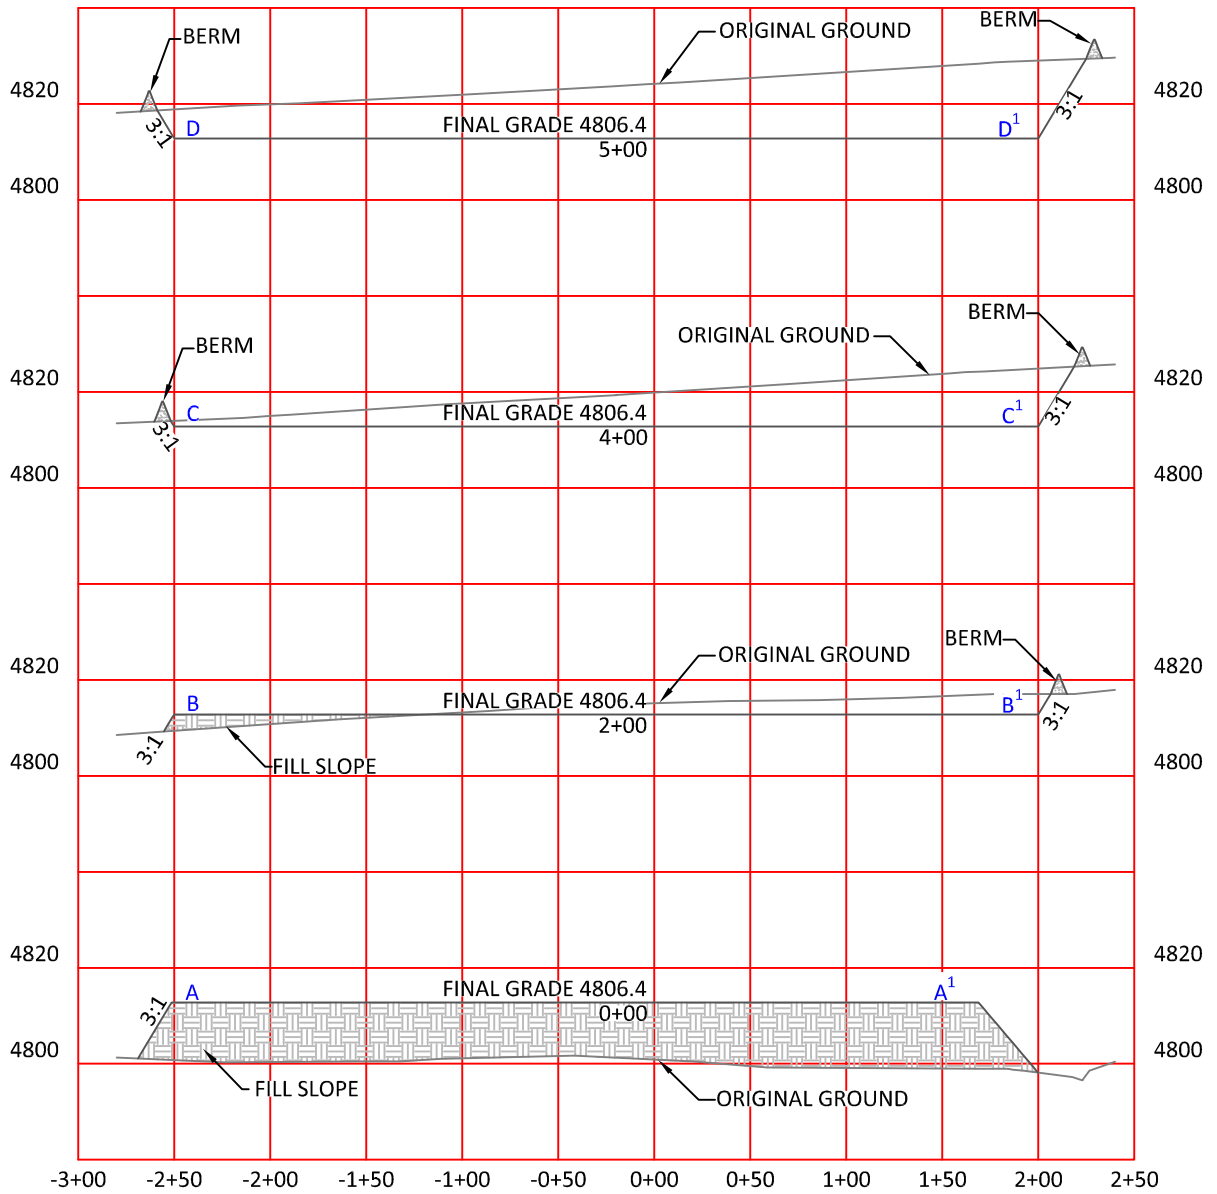 BERM
ORIGINAL GROUND
BERM
4820
4820
3:1
D
FINAL GRADE 4806.4
5+00
D1
3:1
4800
4800
BERM
ORIGINAL GROUND
BERM
4820
4820
3:1
C
FINAL GRADE 4806.4
4+00
C1
3:1
4800
4800
ORIGINAL GROUND
BERM
4820
4820
B
FINAL GRADE 4806.4
2+00
B1
3:1
3:1
FILL SLOPE
4800
4800
4820
4820
3:1
A
FINAL GRADE 4806.4
0+00
A1
4800
4800
FILL SLOPE
ORIGINAL GROUND
-3+00 -2+50 -2+00 -1+50 -1+00 -0+50 0+00 0+50 1+00 1+50 2+00 2+50